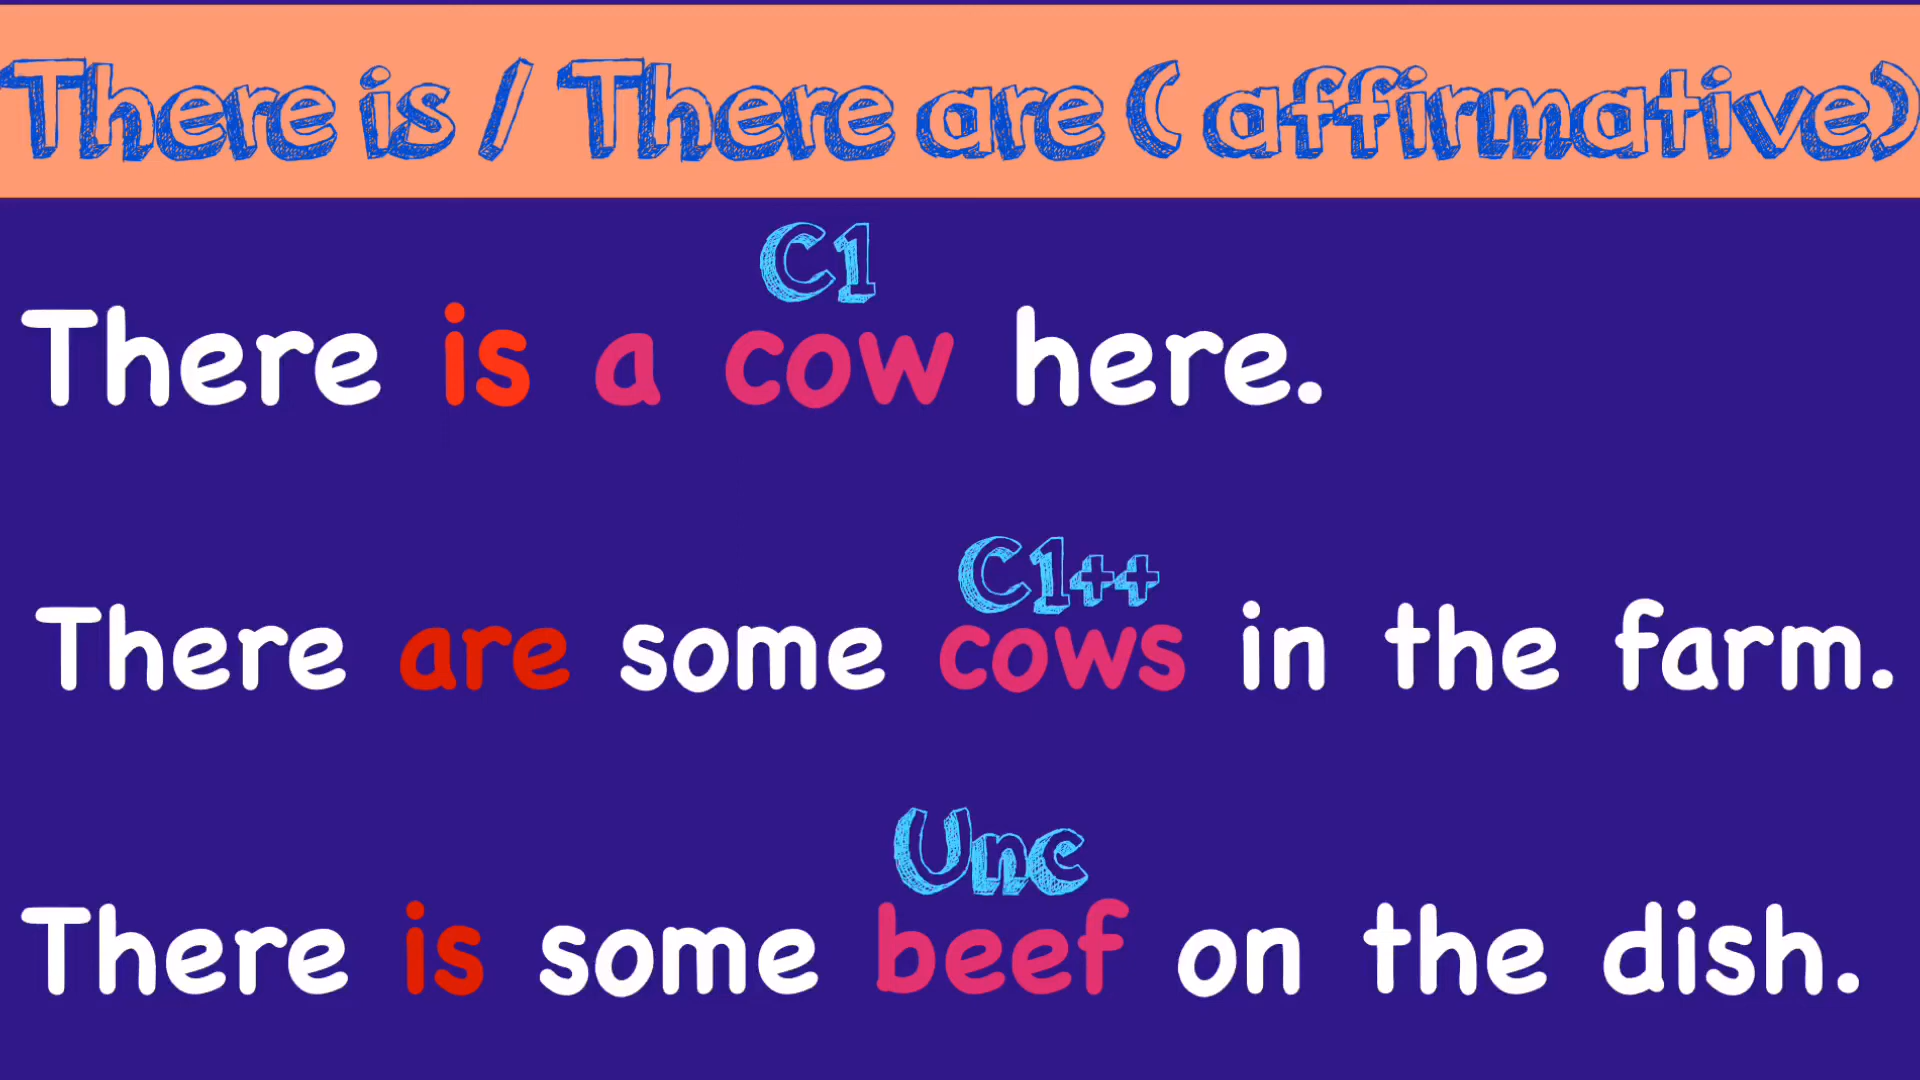 There is / There are ( affirmative)
C1
There is a cow here.
C1++
There are some cows in the farm.
Unc
There is some beef on the dish.